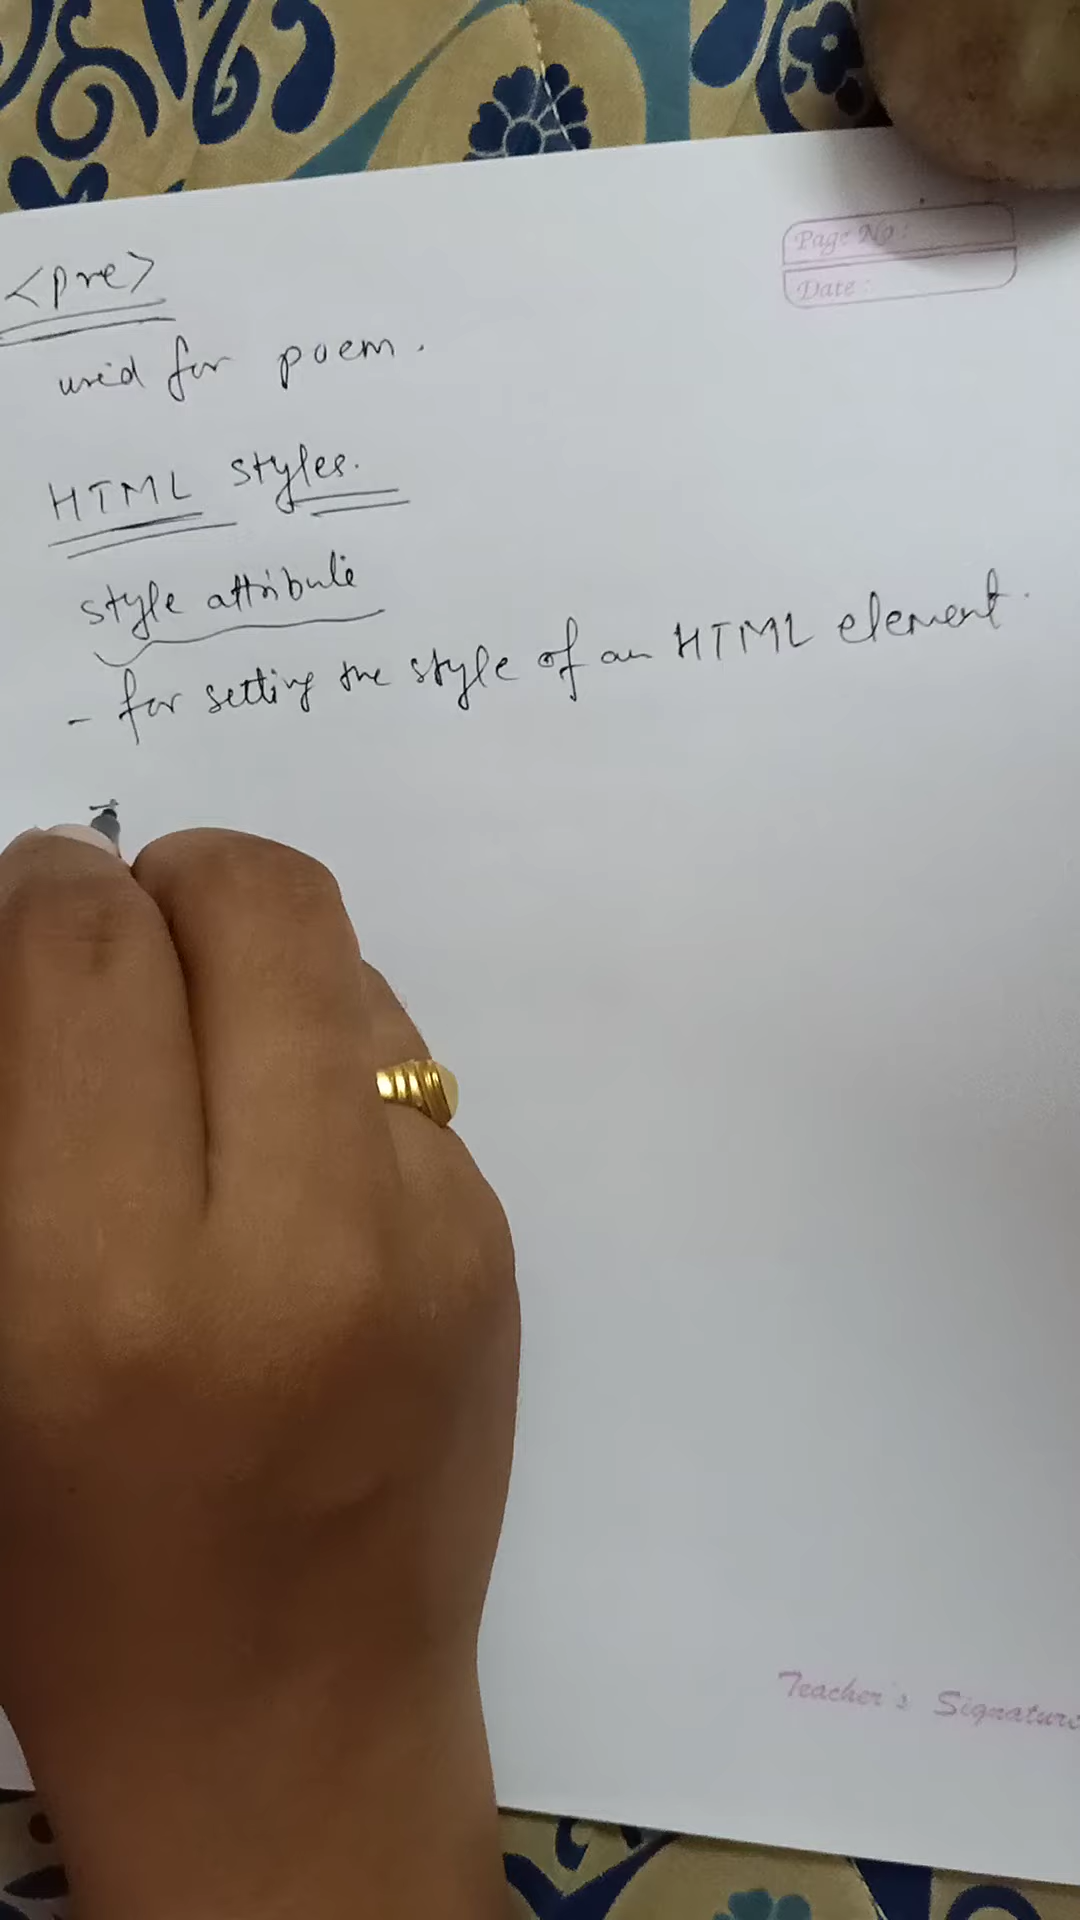 Page No :
Date :
<pre>
used for poem.
HTML styles.
style attribute
- for setting the style of an HTML element.
Teacher's Signature